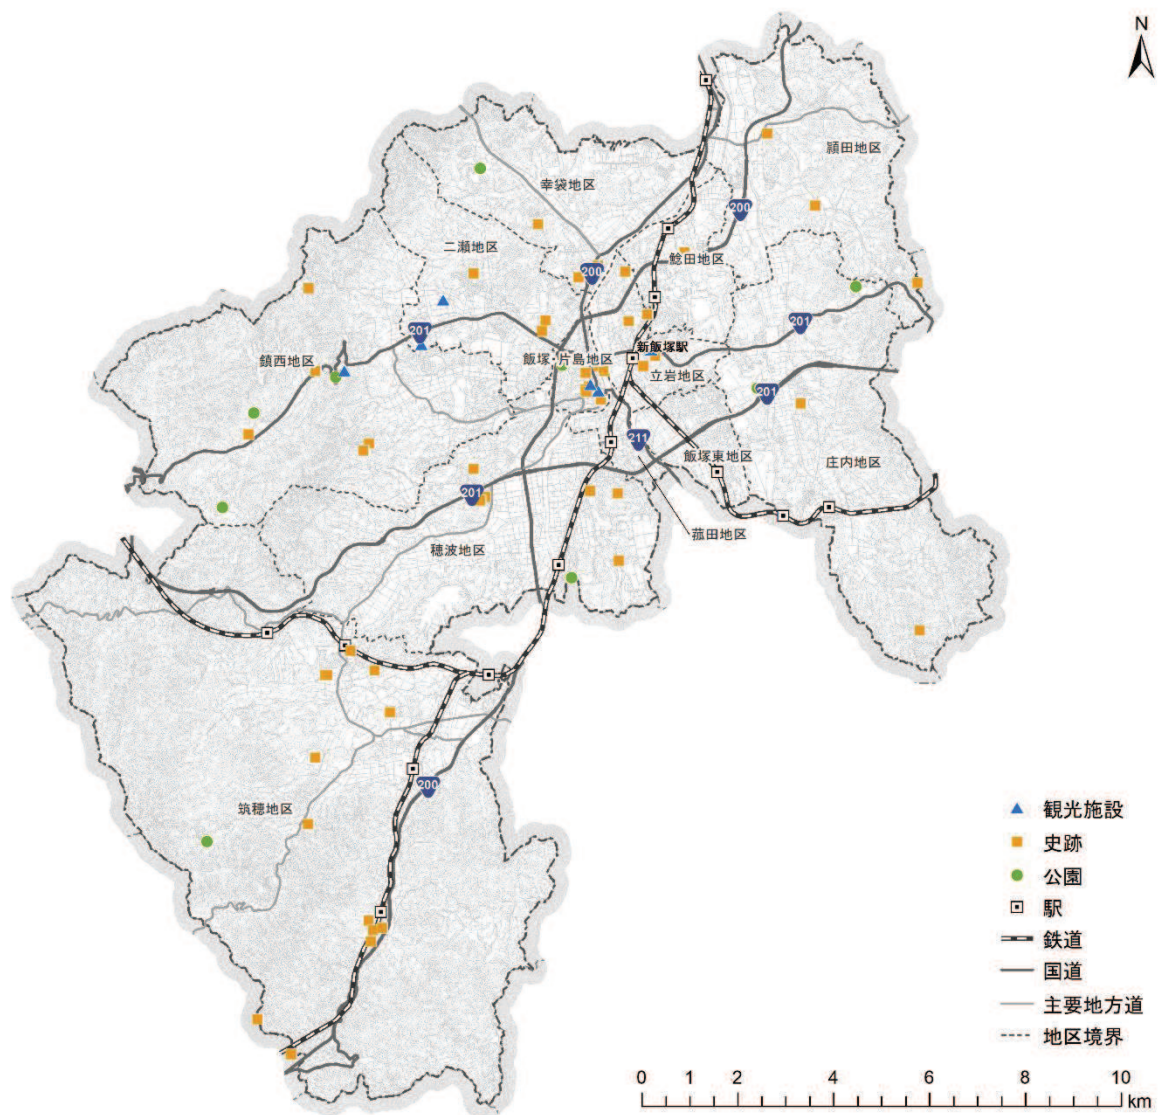 N
頴田地区
幸袋地区
200
二瀬地区
鯰田地区
200
201
201
新飯塚駅
鎮西地区
飯塚 片島地区
立岩地区
201
211
飯塚東地区
庄内地区
201
菰田地区
穂波地区
200
筑穂地区
観光施設
史跡
公園
駅
鉄道
国道
主要地方道
地区境界
0 1 2 4 6 8 10
km